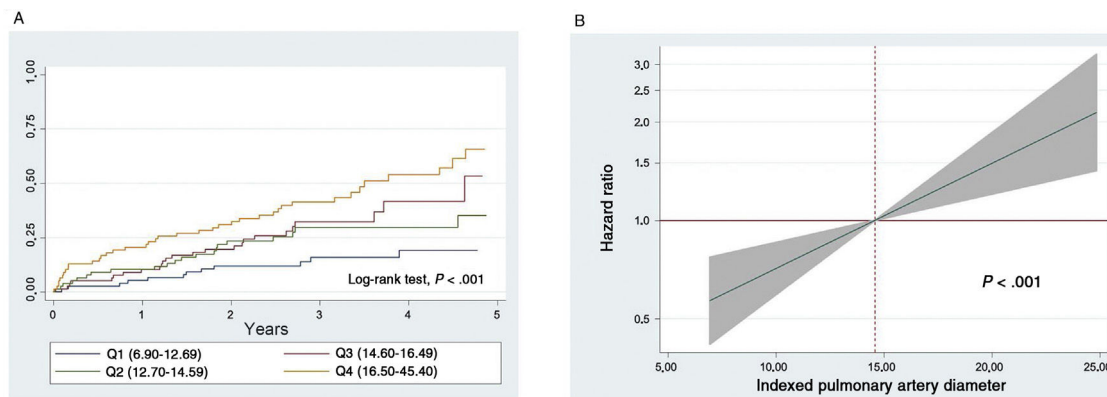 A
1,00
0,75
0,50
0,25
0,00
0
1
2
3
4
5
Years
Log-rank test, P < .001
Q1 (6.90-12.69)
Q3 (14.60-16.49)
Q2 (12.70-14.59)
Q4 (16.50-45.40)
B
Hazard ratio
3.0
2.5
2.0
1.5
1.0
0.5
P < .001
5,00
10,00
15,00
20,00
25,00
Indexed pulmonary artery diameter